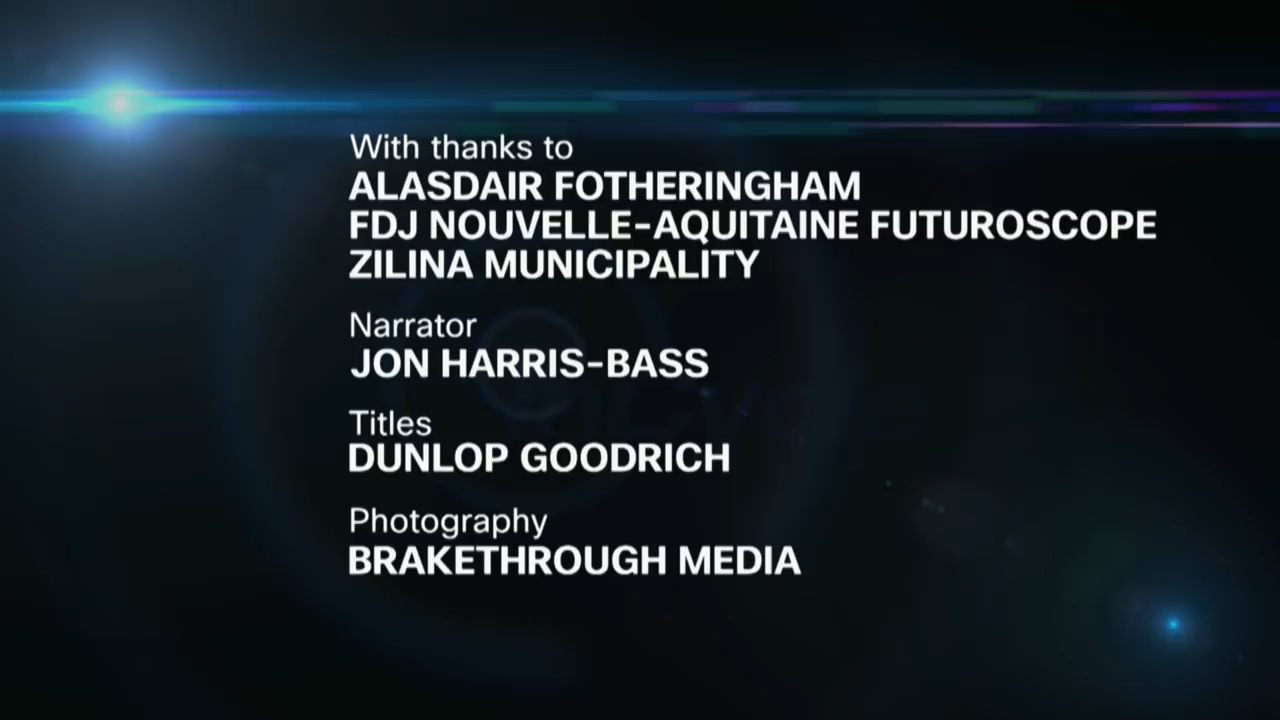 With thanks to
ALASDAIR FOTHERINGHAM
FDJ NOUVELLE-AQUITAINE FUTUROSCOPE
ZILINA MUNICIPALITY
Narrator
JON HARRIS-BASS
Titles
DUNLOP GOODRICH
Photography
BRAKETHROUGH MEDIA